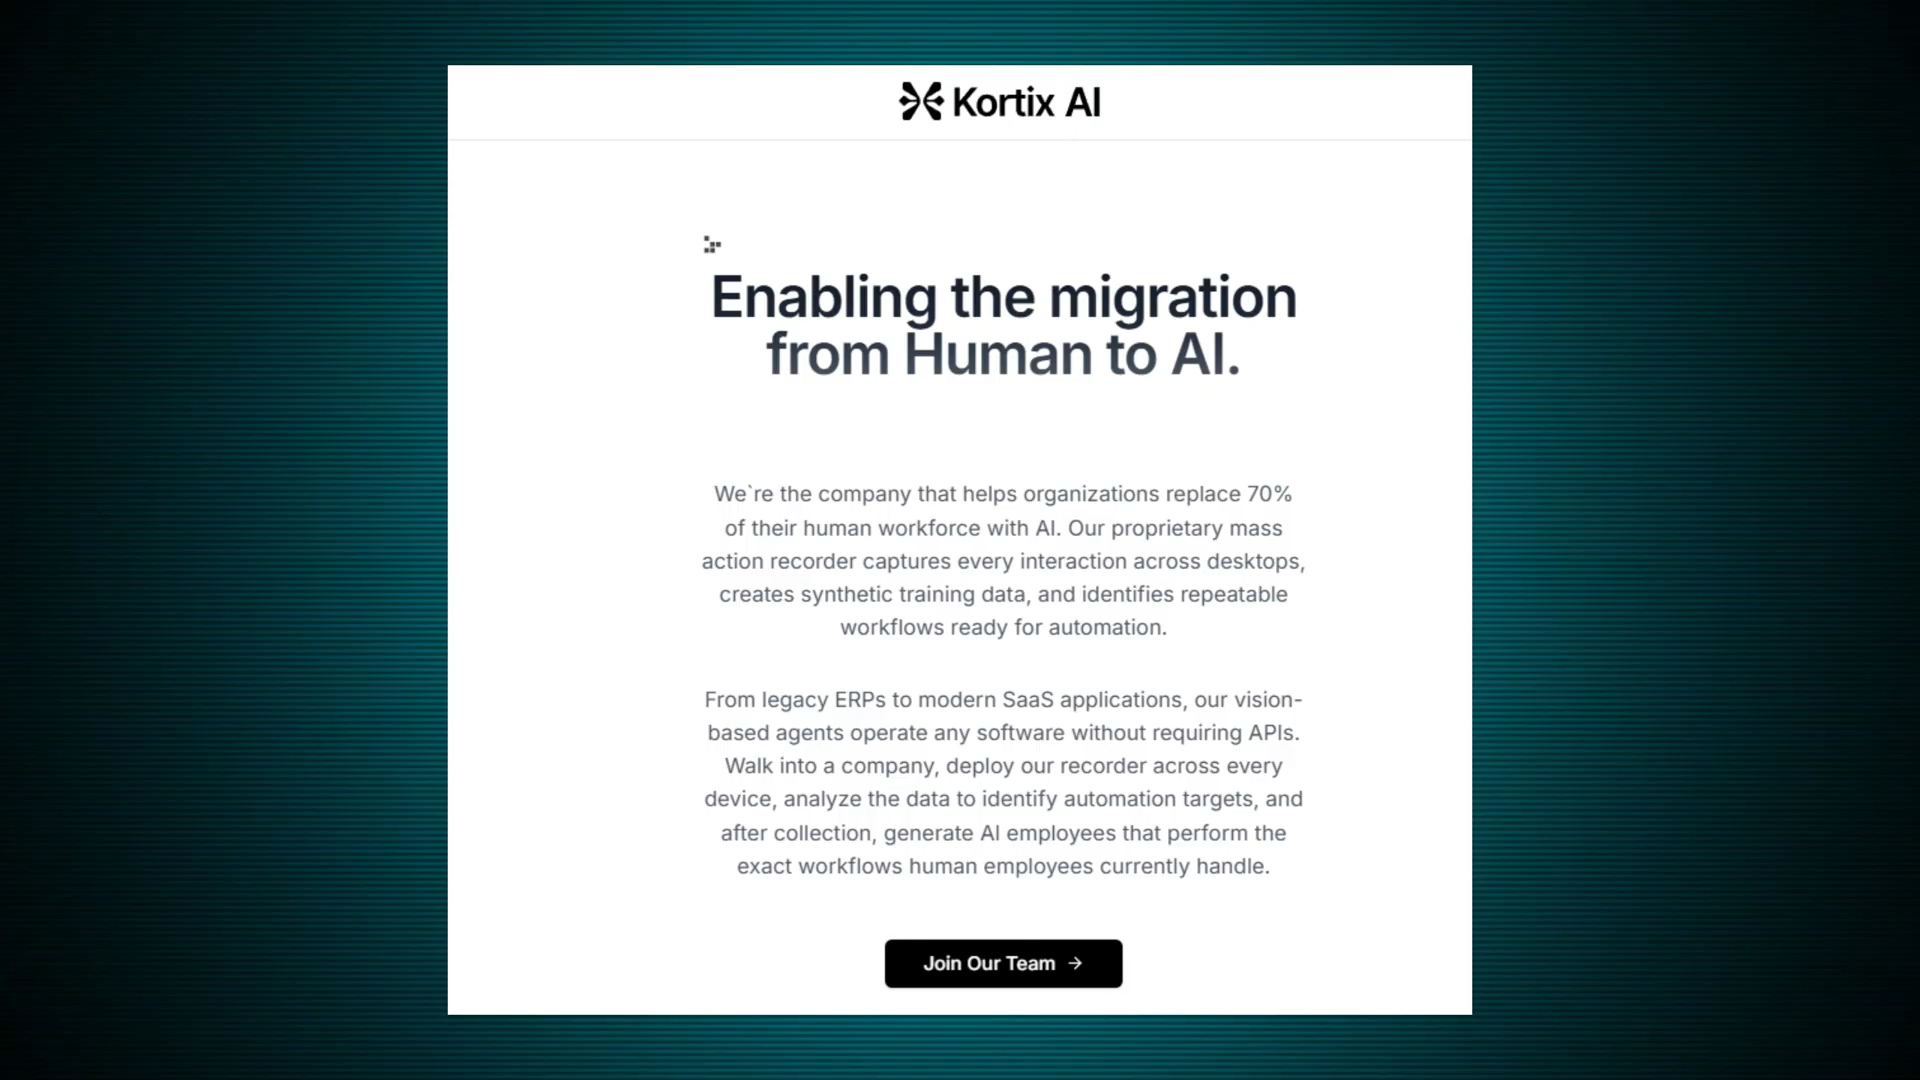 Kortix AI
Enabling the migration
from Human to AI.
We`re the company that helps organizations replace 70%
of their human workforce with AI. Our proprietary mass
action recorder captures every interaction across desktops,
creates synthetic training data, and identifies repeatable
workflows ready for automation.
From legacy ERPs to modern SaaS applications, our vision-
based agents operate any software without requiring APIs.
Walk into a company, deploy our recorder across every
device, analyze the data to identify automation targets, and
after collection, generate AI employees that perform the
exact workflows human employees currently handle.
Join Our Team →